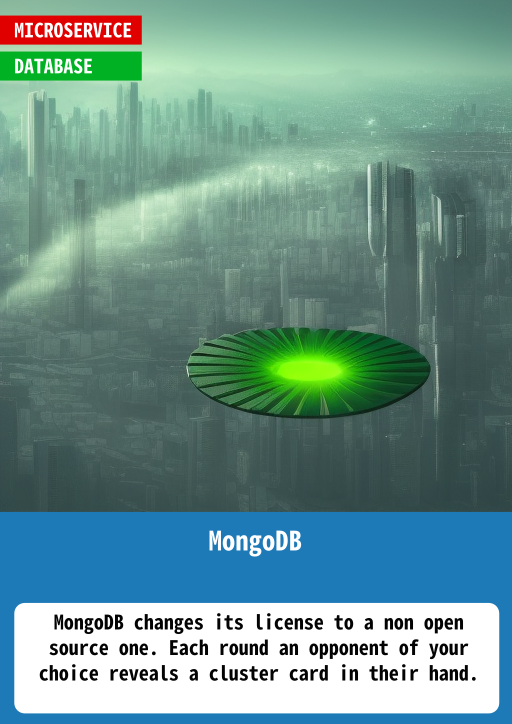 MICROSERVICE
DATABASE
MongoDB
MongoDB changes its license to a non open
source one. Each round an opponent of your
choice reveals a cluster card in their hand.